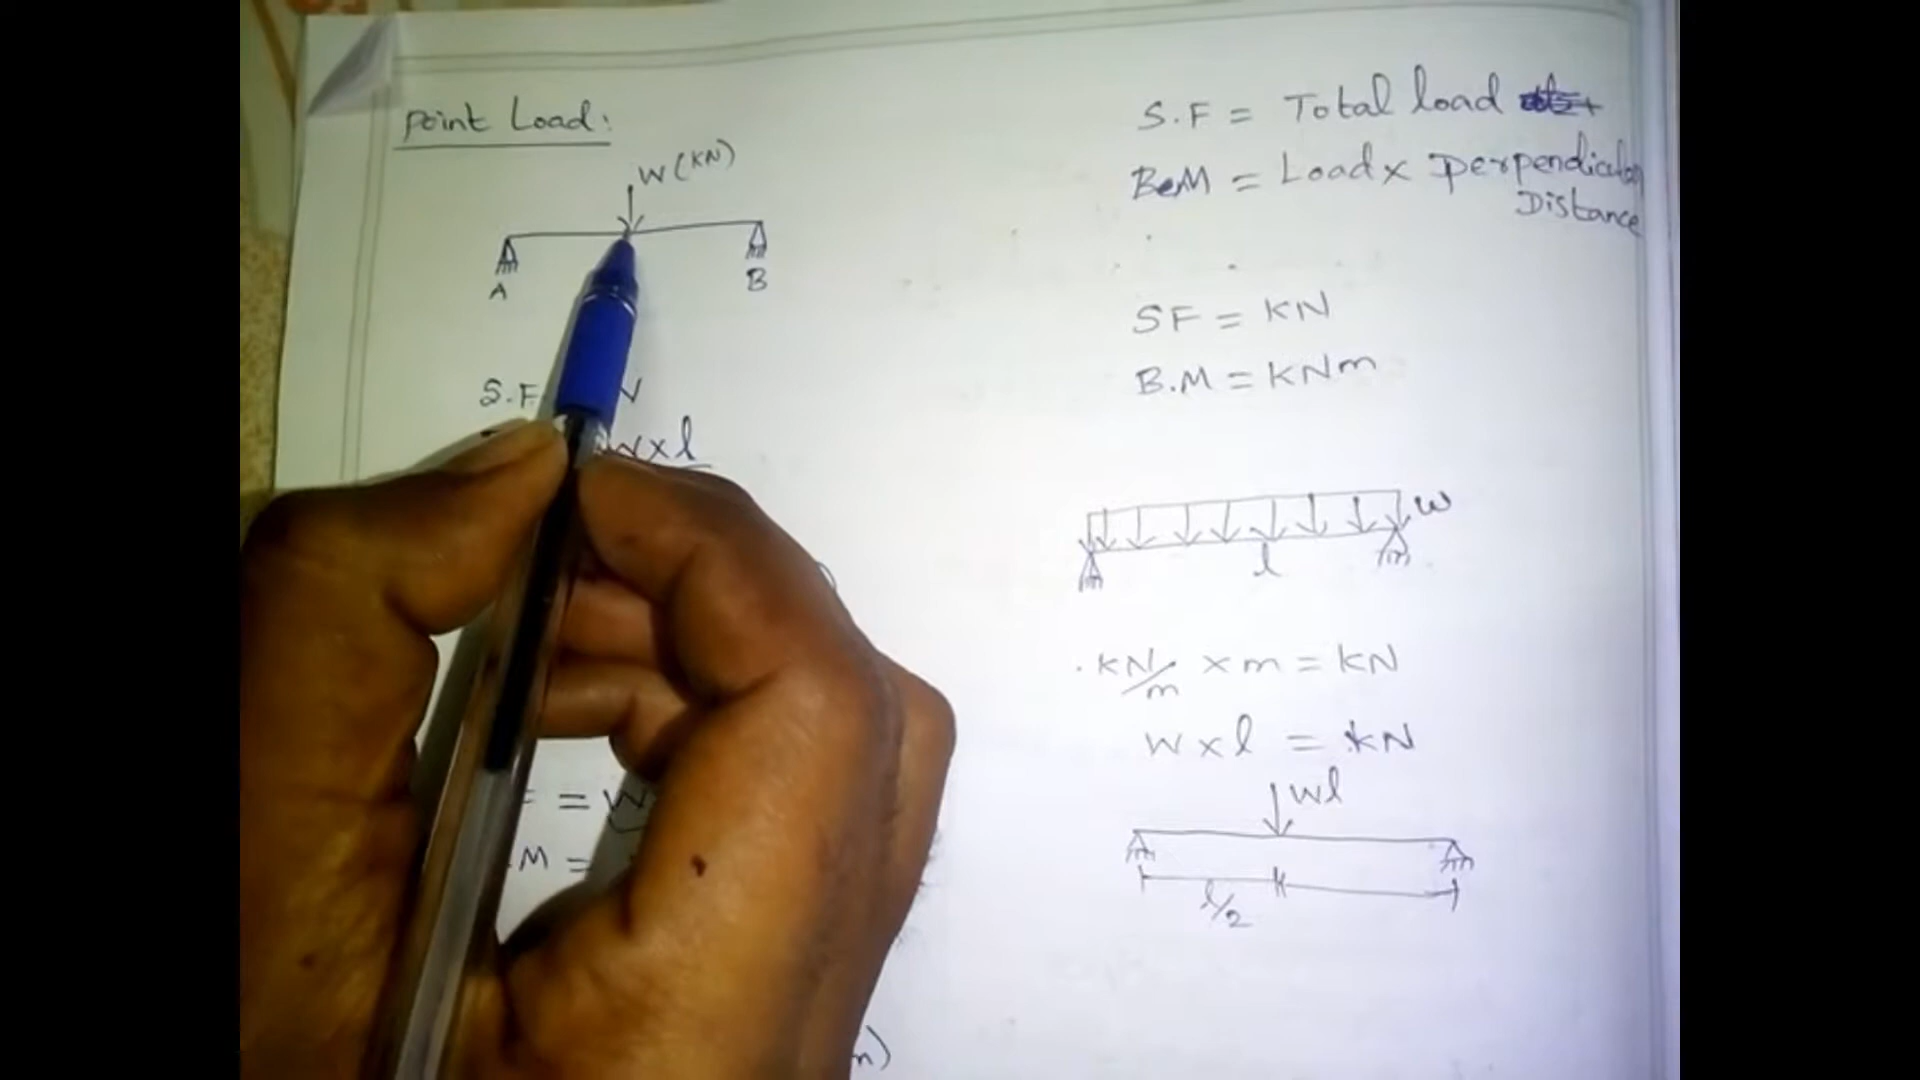 Point Load:
W (KN)
A
B
S.F
W x l
= W
M =
S.F = Total load
B.M = Load x Perpendicular
Distance
SF = KN
B.M = KNm
w
l
KN/m x m = KN
W x l = KN
Wl
l/2